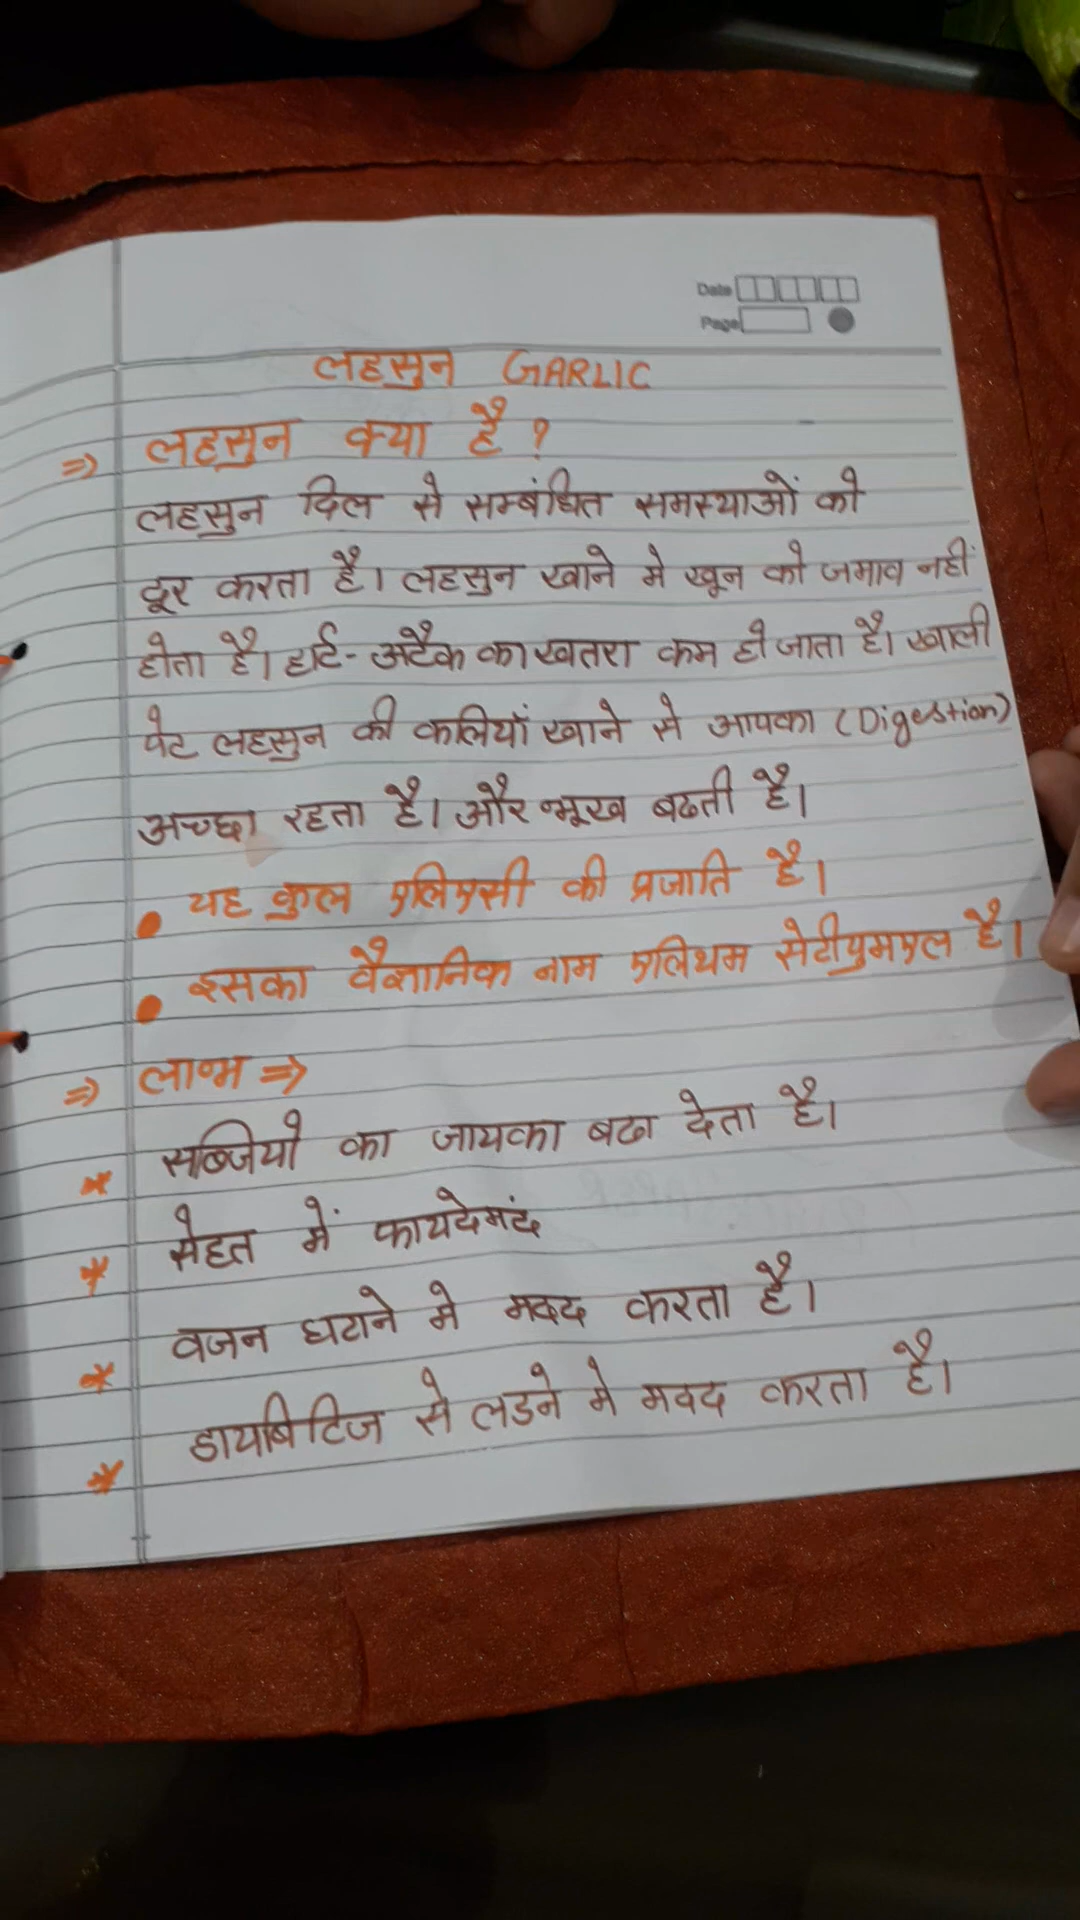 Date
Page
लहसुन GARLIC
⇒ लहसुन क्या है ?
लहसुन दिल से सम्बंधित समस्याओं को
दूर करता है। लहसुन खाने मे खून को जमाव नहीं
होता है। हार्ट-अटैक का खतरा कम हो जाता है। खाली
पेट लहसुन की कलियाँ खाने से आपका (Digestion)
अच्छा रहता है। और भूख बढती है।
• यह कुल एलिएसी की प्रजाति है।
• इसका वैज्ञानिक नाम एलियम सेटीयुमएल है।
⇒ लाभ ⇒
* सब्जियो का जायका बढा देता है।
* सेहत में फायदेमंद
* वजन घटाने मे मदद करता है।
* डायबिटिज से लडने मे मदद करता है।